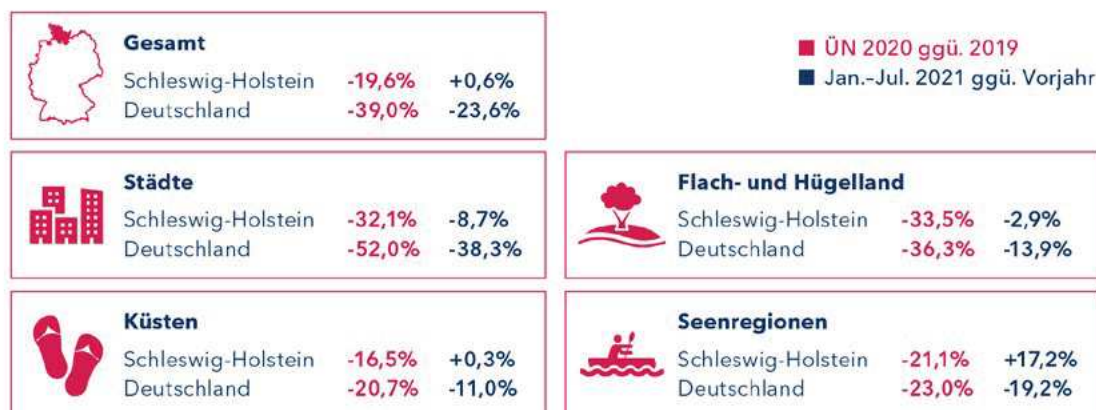 Gesamt
Schleswig-Holstein -19,6% +0,6%
Deutschland -39,0% -23,6%
ÜN 2020 ggü. 2019
Jan.-Jul. 2021 ggü. Vorjahr
Städte
Schleswig-Holstein -32,1% -8,7%
Deutschland -52,0% -38,3%
Flach- und Hügelland
Schleswig-Holstein -33,5% -2,9%
Deutschland -36,3% -13,9%
Küsten
Schleswig-Holstein -16,5% +0,3%
Deutschland -20,7% -11,0%
Seenregionen
Schleswig-Holstein -21,1% +17,2%
Deutschland -23,0% -19,2%